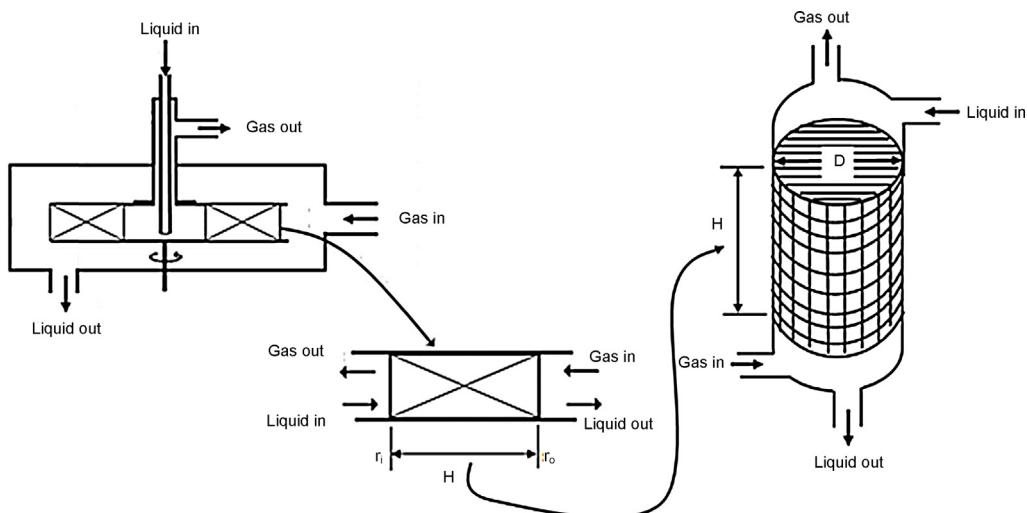 Liquid in
Gas out
Gas in
Liquid out
Gas out
Gas in
Liquid in
Liquid out
rᵢ
H
rₒ
Gas out
Liquid in
D
H
Gas in
Liquid out